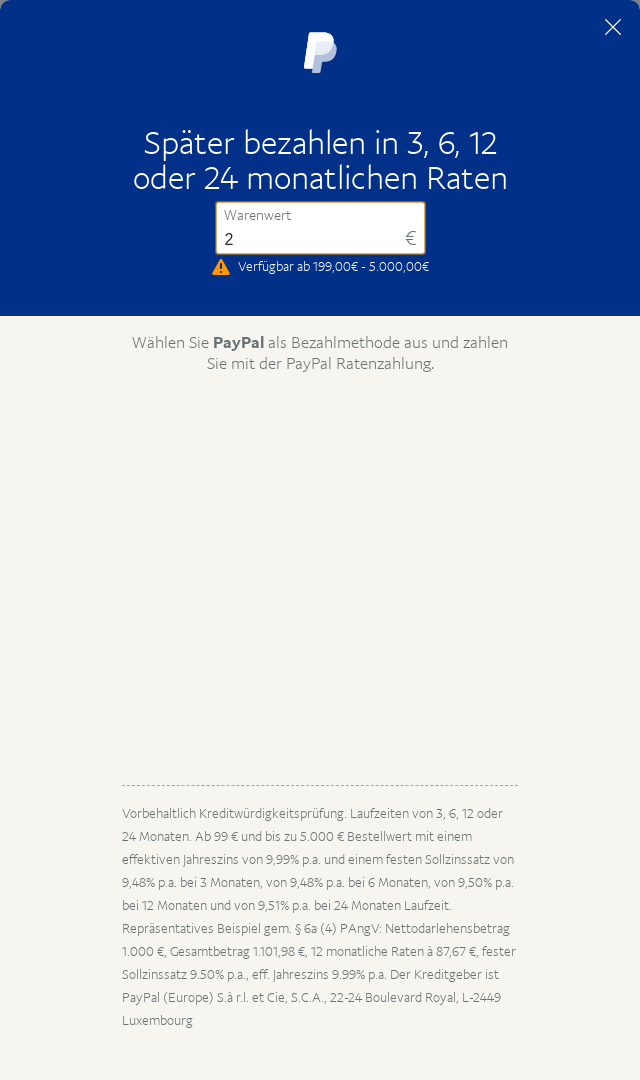 Später bezahlen in 3, 6, 12
oder 24 monatlichen Raten
Warenwert
2 €
Verfügbar ab 199,00€ - 5.000,00€
Wählen Sie PayPal als Bezahlmethode aus und zahlen
Sie mit der PayPal Ratenzahlung.
Vorbehaltlich Kreditwürdigkeitsprüfung. Laufzeiten von 3, 6, 12 oder
24 Monaten. Ab 99 € und bis zu 5.000 € Bestellwert mit einem
effektiven Jahreszins von 9,99% p.a. und einem festen Sollzinssatz von
9,48% p.a. bei 3 Monaten, von 9,48% p.a. bei 6 Monaten, von 9,50% p.a.
bei 12 Monaten und von 9,51% p.a. bei 24 Monaten Laufzeit.
Repräsentatives Beispiel gem. § 6a (4) PAngV: Nettodarlehensbetrag
1.000 €, Gesamtbetrag 1.101,98 €, 12 monatliche Raten à 87,67 €, fester
Sollzinssatz 9.50% p.a., eff. Jahreszins 9.99% p.a. Der Kreditgeber ist
PayPal (Europe) S.à r.l. et Cie, S.C.A., 22-24 Boulevard Royal, L-2449
Luxembourg